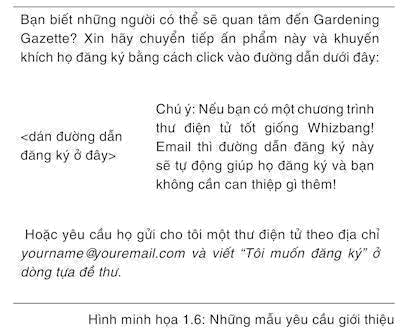 Bạn biết những người có thể sẽ quan tâm đến Gardening
Gazette? Xin hãy chuyển tiếp ấn phẩm này và khuyến
khích họ đăng ký bằng cách click vào đường dẫn dưới đây:
<dán đường dẫn
đăng ký ở đây>
Chú ý: Nếu bạn có một chương trình
thư điện tử tốt giống Whizbang!
Email thì đường dẫn đăng ký này
sẽ tự động giúp họ đăng ký và bạn
không cần can thiệp gì thêm!
Hoặc yêu cầu họ gửi cho tôi một thư điện tử theo địa chỉ
yourname@youremail.com và viết “Tôi muốn đăng ký” ở
dòng tựa đề thư.
Hình minh họa 1.6: Những mẫu yêu cầu giới thiệu